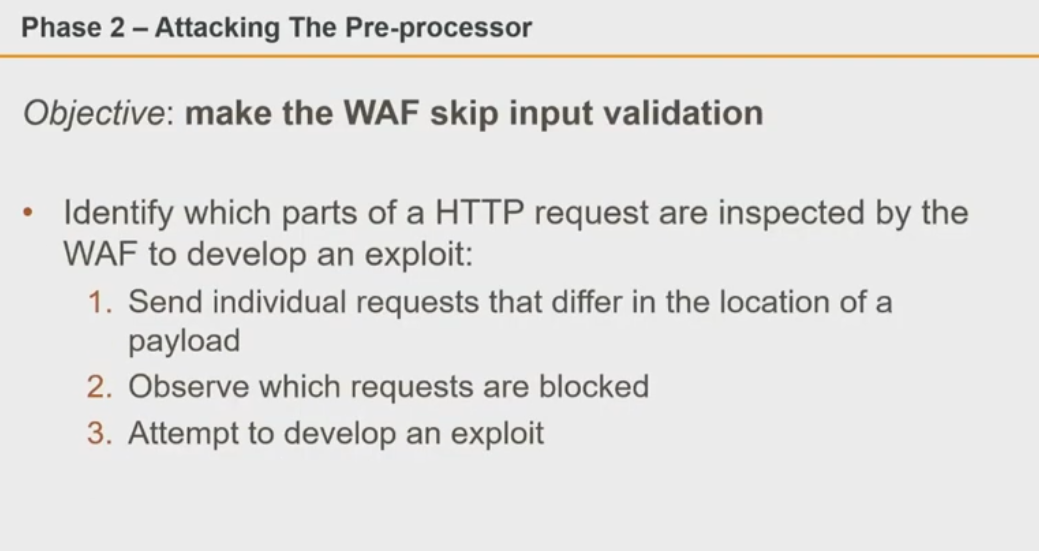 Phase 2 – Attacking The Pre-processor
Objective: make the WAF skip input validation
• Identify which parts of a HTTP request are inspected by the
WAF to develop an exploit:
1. Send individual requests that differ in the location of a
payload
2. Observe which requests are blocked
3. Attempt to develop an exploit